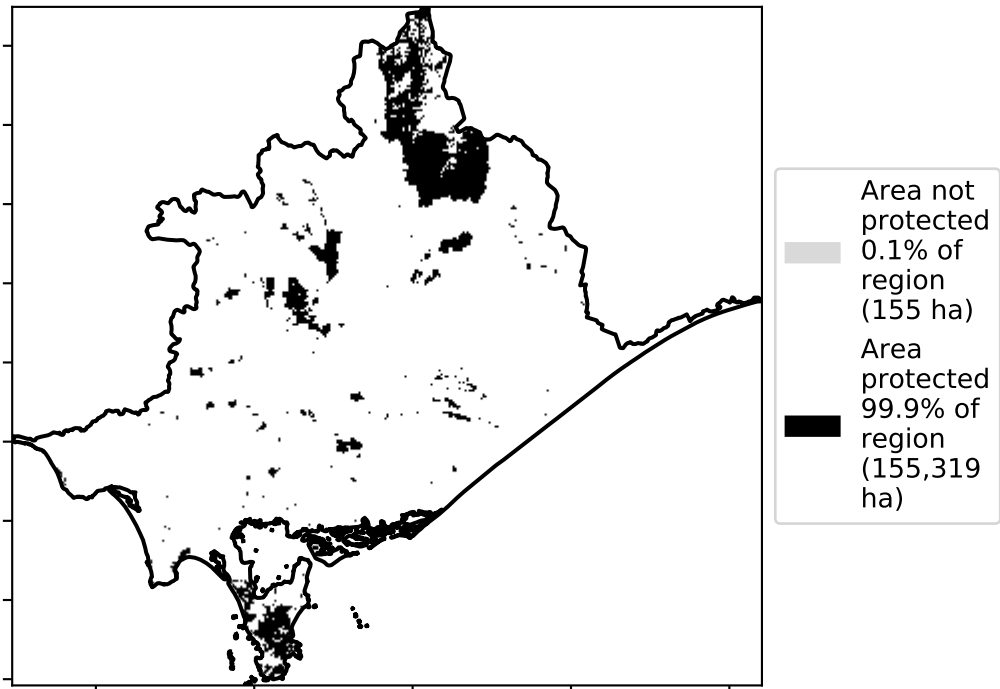 Area not
protected
0.1% of
region
(155 ha)
Area
protected
99.9% of
region
(155,319
ha)